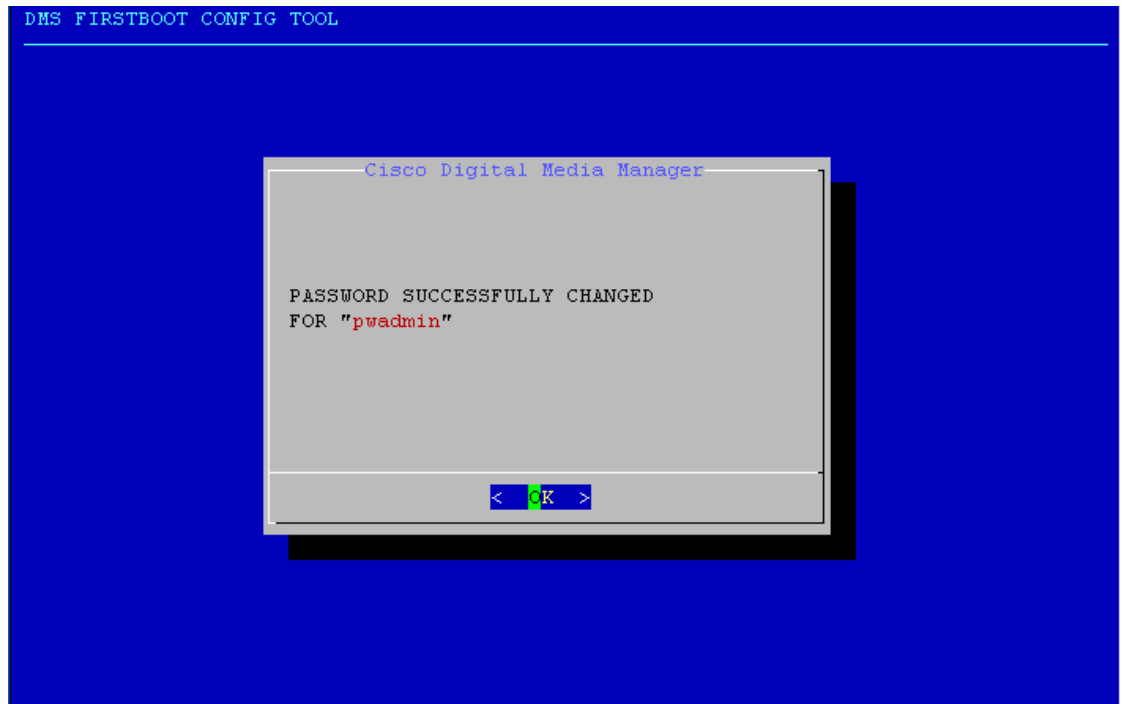 DMS FIRSTBOOT CONFIG TOOL
Cisco Digital Media Manager
PASSWORD SUCCESSFULLY CHANGED
FOR "pwadmin"
< OK >